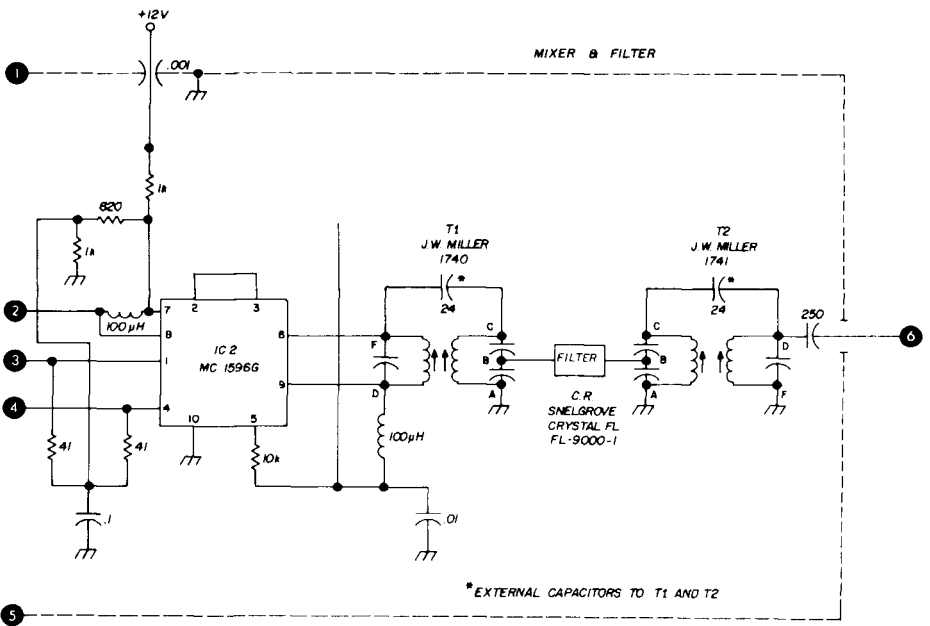 +12V
.001
1
MIXER & FILTER
1k
820
1k
T1
J.W. MILLER
1740
T2
J.W. MILLER
1741
*
24
*
24
2
100µH
7
2
3
250
8
6
F
C
C
D
6
3
1
IC 2
MC 1596G
B
FILTER
B
9
D
A
A
F
4
4
10
5
C.R.
SNELGROVE
CRYSTAL FL
FL-9000-1
41
41
10k
100µH
.1
.01
*EXTERNAL CAPACITORS TO T1 AND T2
5